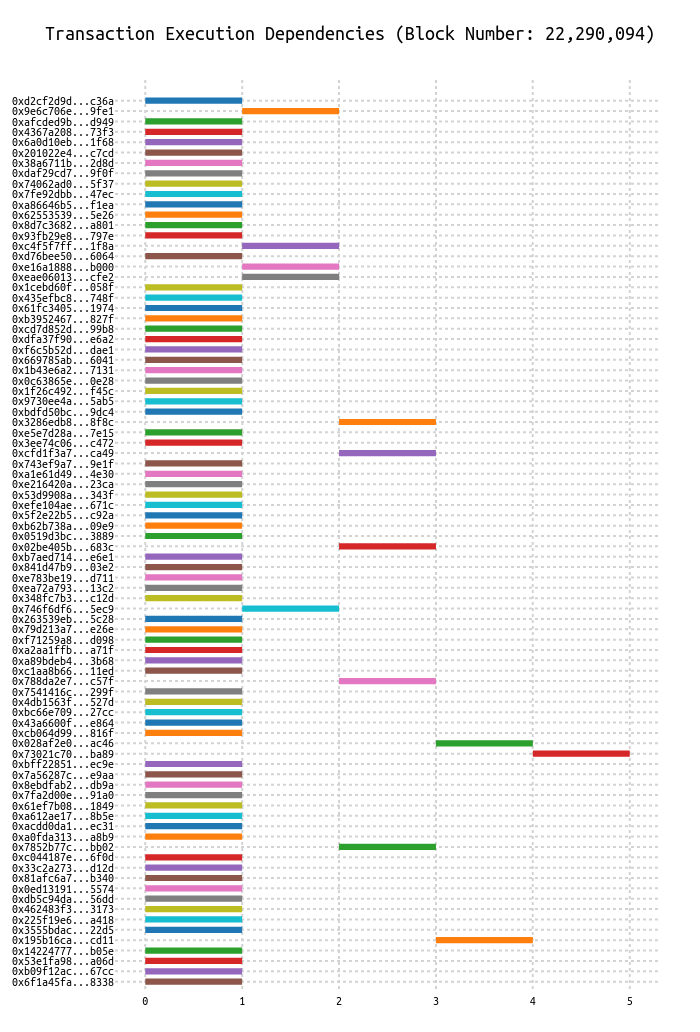 Transaction Execution Dependencies (Block Number: 22,290,094)
0xd2cf2d9d...c36a
0x9e6c706e...9fe1
0xafcded9b...d949
0x4367a208...73f3
0x6a0d10eb...1f68
0x201022e4...c7cd
0x38a6711b...2d8d
0xdaf29cd7...9f0f
0x74062ad0...5f37
0x7fe92dbb...47ec
0xa86646b5...f1ea
0x62553539...5e26
0x8d7c3682...a801
0x93fb29e8...797e
0xc4f5f7ff...1f8a
0xd76bee50...6064
0xe16a1888...b000
0xeae06013...cfe2
0x1cebd60f...058f
0x435efbc8...748f
0x61fc3405...1974
0xb3952467...827f
0xcd7d852d...99b8
0xdfa37f90...e6a2
0xf6c5b52d...dae1
0x669785ab...6041
0x1b43e6a2...7131
0x0c63865e...0e28
0x1f26c492...f45c
0x9730ee4a...5ab5
0xbdfd50bc...9dc4
0x3286edb8...8f8c
0xe5e7d28a...7e15
0x3ee74c06...c472
0xcfd1f3a7...ca49
0x743ef9a7...9e1f
0xa1e61d49...4e30
0xe216420a...23ca
0x53d9908a...343f
0xefe104ae...671c
0x5f2e22b5...c92a
0xb62b738a...09e9
0x0519d3bc...3889
0x02be405b...683c
0xb7aed714...e6e1
0x841d47b9...03e2
0xe783be19...d711
0xea72a793...13c2
0x348fc7b3...c12d
0x746f6df6...5ec9
0x263539eb...5c28
0x79d213a7...e26e
0xf71259a8...d098
0xa2aa1ffb...a71f
0xa89bdeb4...3b68
0xc1aa8b66...11ed
0x788da2e7...c57f
0x7541416c...299f
0x4db1563f...527d
0xbc66e709...27cc
0x43a6600f...e864
0xcb064d99...816f
0x028af2e0...ac46
0x73021c70...ba89
0xbff22851...ec9e
0x7a56287c...e9aa
0x8ebdfab2...db9a
0x7fa2d00e...91a0
0x61ef7b08...1849
0xa612ae17...8b5e
0xacdd0da1...ec31
0xa0fda313...a8b9
0x7852b77c...bb02
0xc044187e...6f0d
0x33c2a273...d12d
0x81afc6a7...b340
0x0ed13191...5574
0xdb5c94da...56dd
0x462483f3...3173
0x225f19e6...a418
0x3555bdac...22d5
0x195b16ca...cd11
0x14224777...b05e
0x53e1fa98...a06d
0xb09f12ac...67cc
0x6f1a45fa...8338
0 1 2 3 4 5